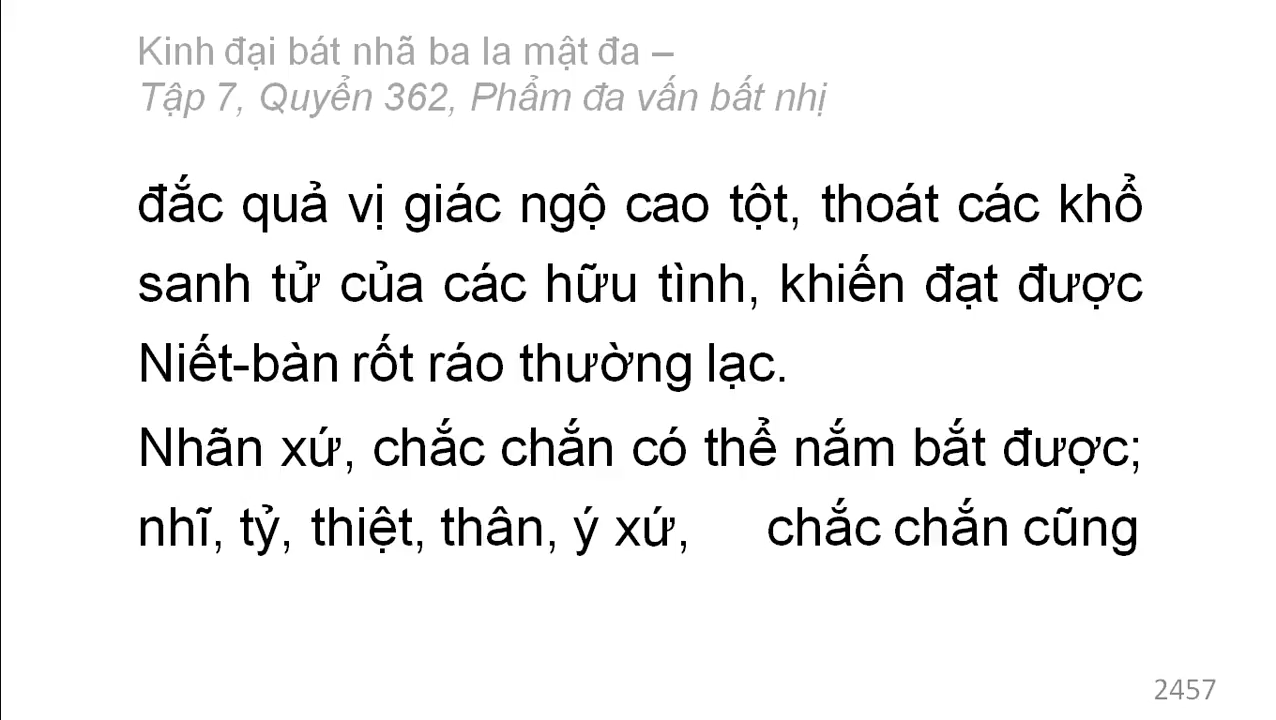 Kinh đại bát nhã ba la mật đa –
Tập 7, Quyển 362, Phẩm đa vấn bất nhị
đắc quả vị giác ngộ cao tột, thoát các khổ
sanh tử của các hữu tình, khiến đạt được
Niết-bàn rốt ráo thường lạc.
Nhãn xứ, chắc chắn có thể nắm bắt được;
nhĩ, tỷ, thiệt, thân, ý xứ, chắc chắn cũng
2457